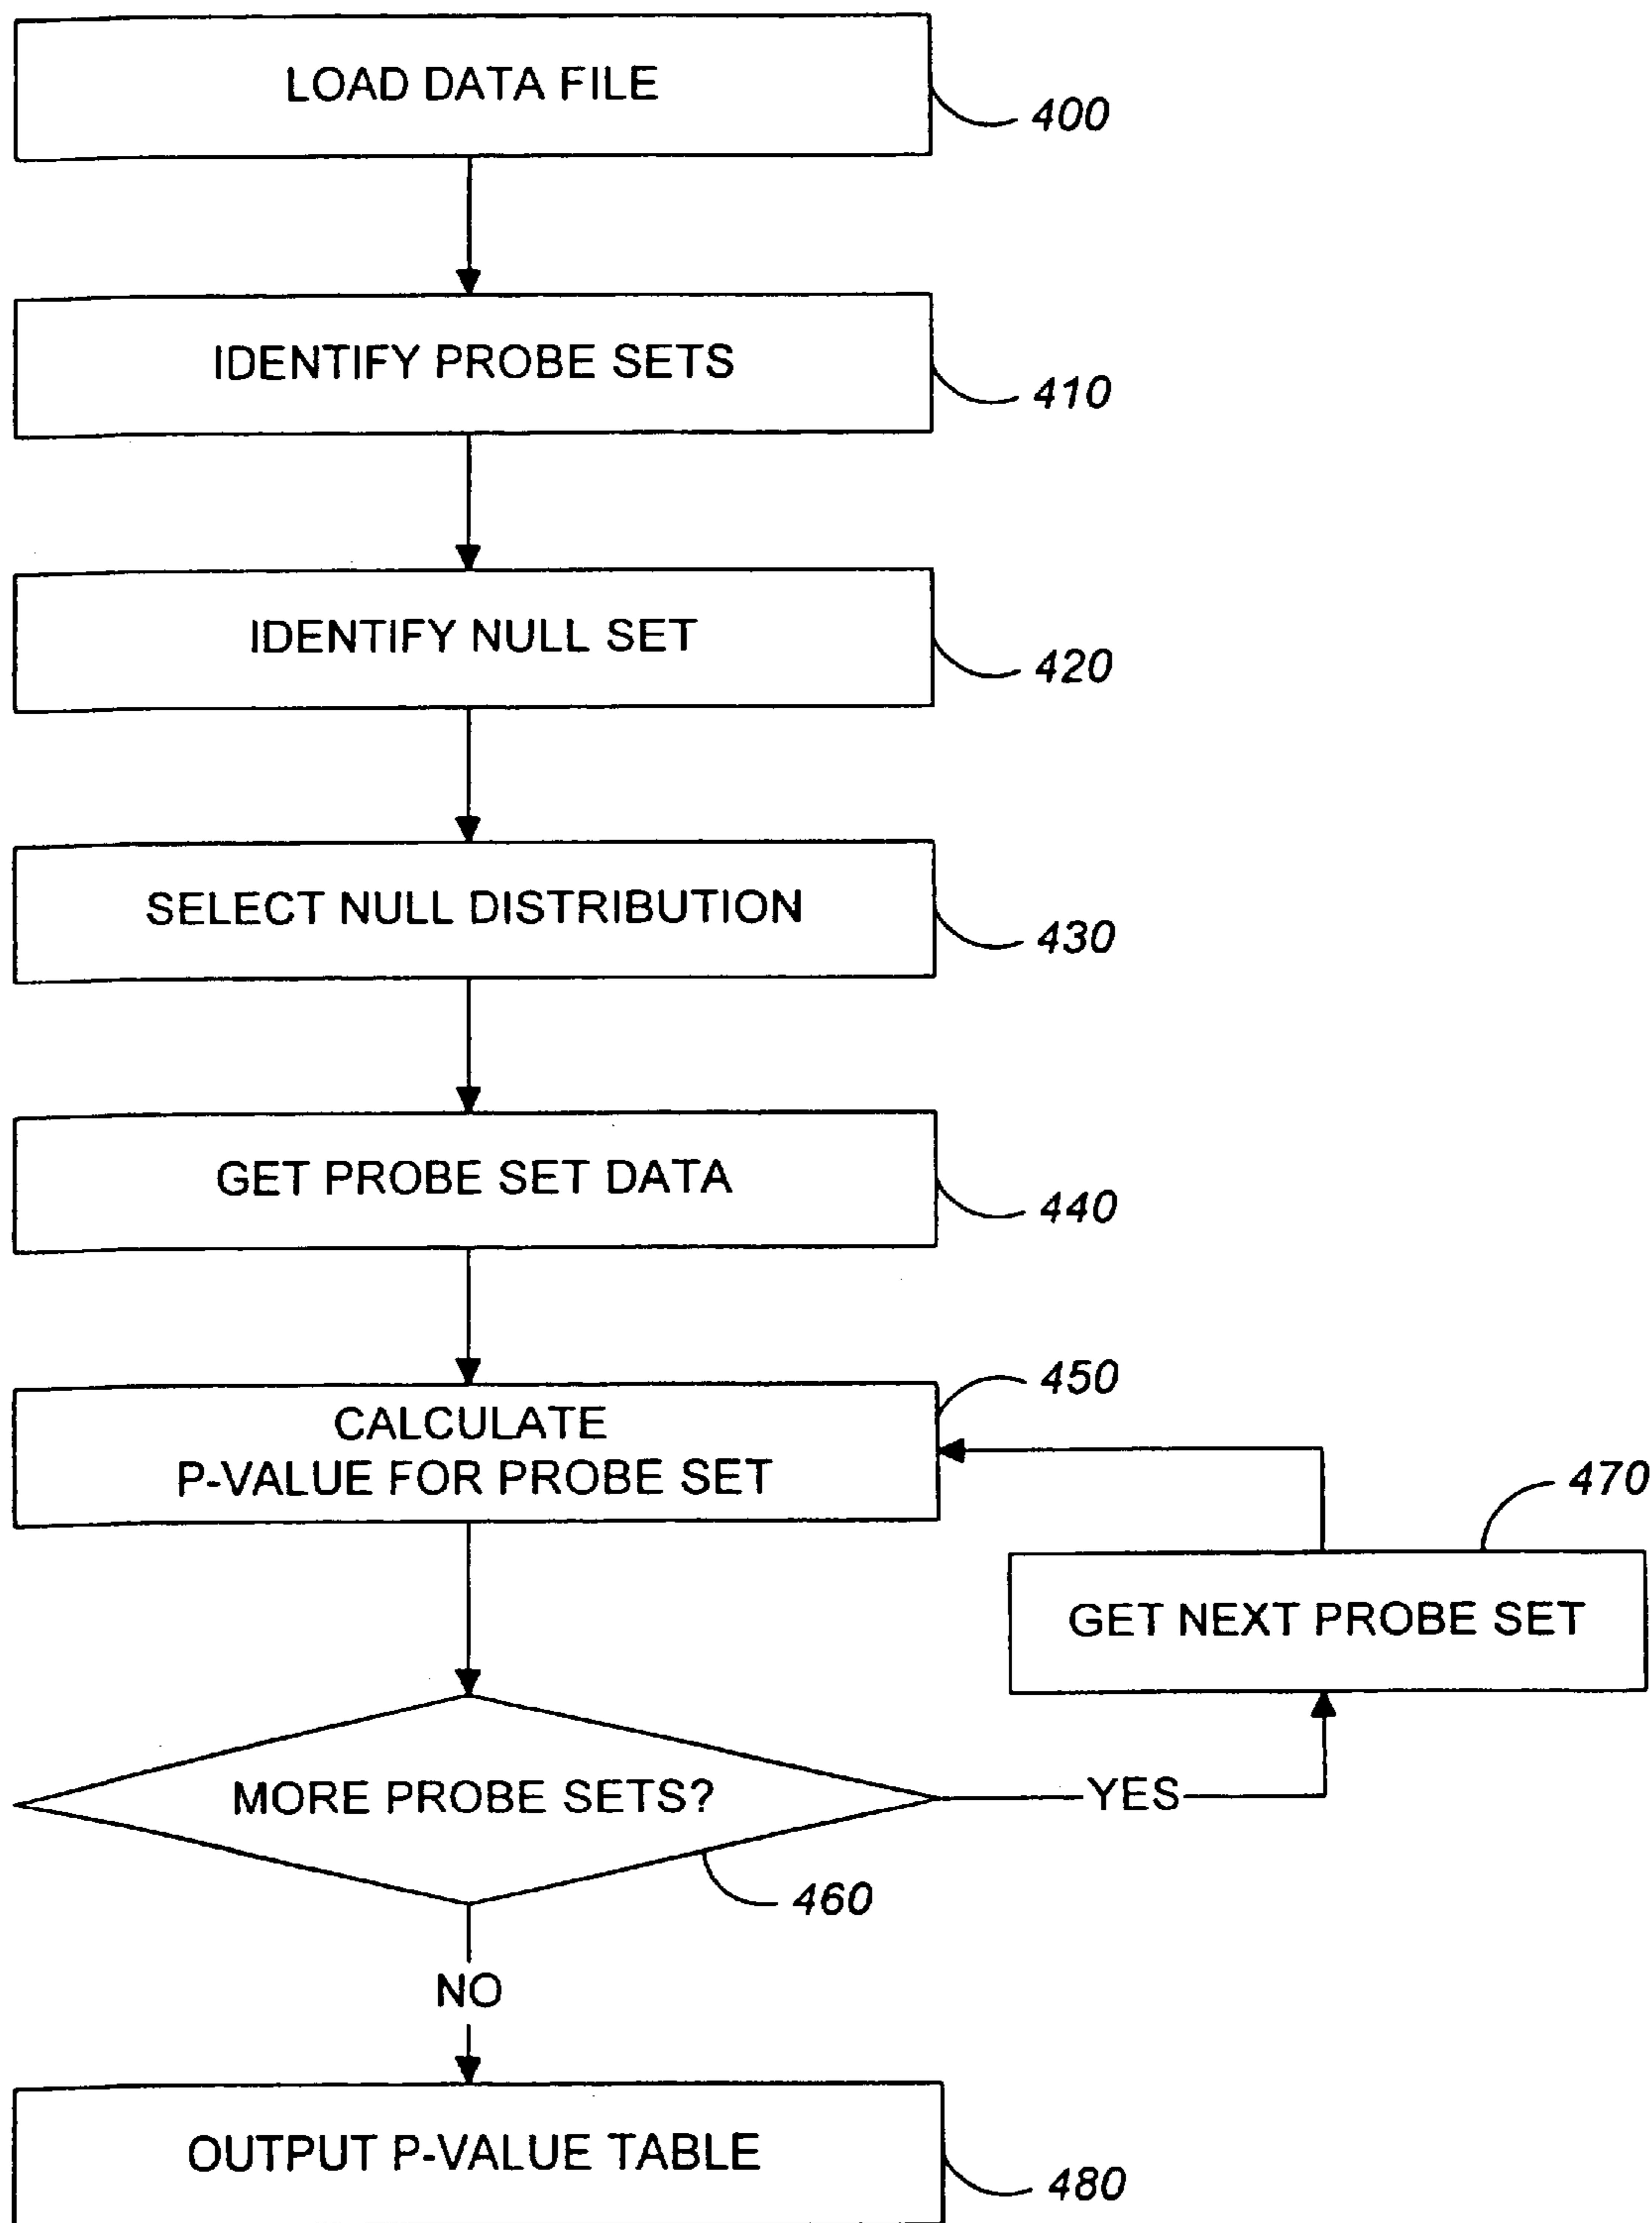 LOAD DATA FILE
400
IDENTIFY PROBE SETS
410
IDENTIFY NULL SET
420
SELECT NULL DISTRIBUTION
430
GET PROBE SET DATA
440
450
CALCULATE
P-VALUE FOR PROBE SET
470
GET NEXT PROBE SET
MORE PROBE SETS?
YES
460
NO
OUTPUT P-VALUE TABLE
480